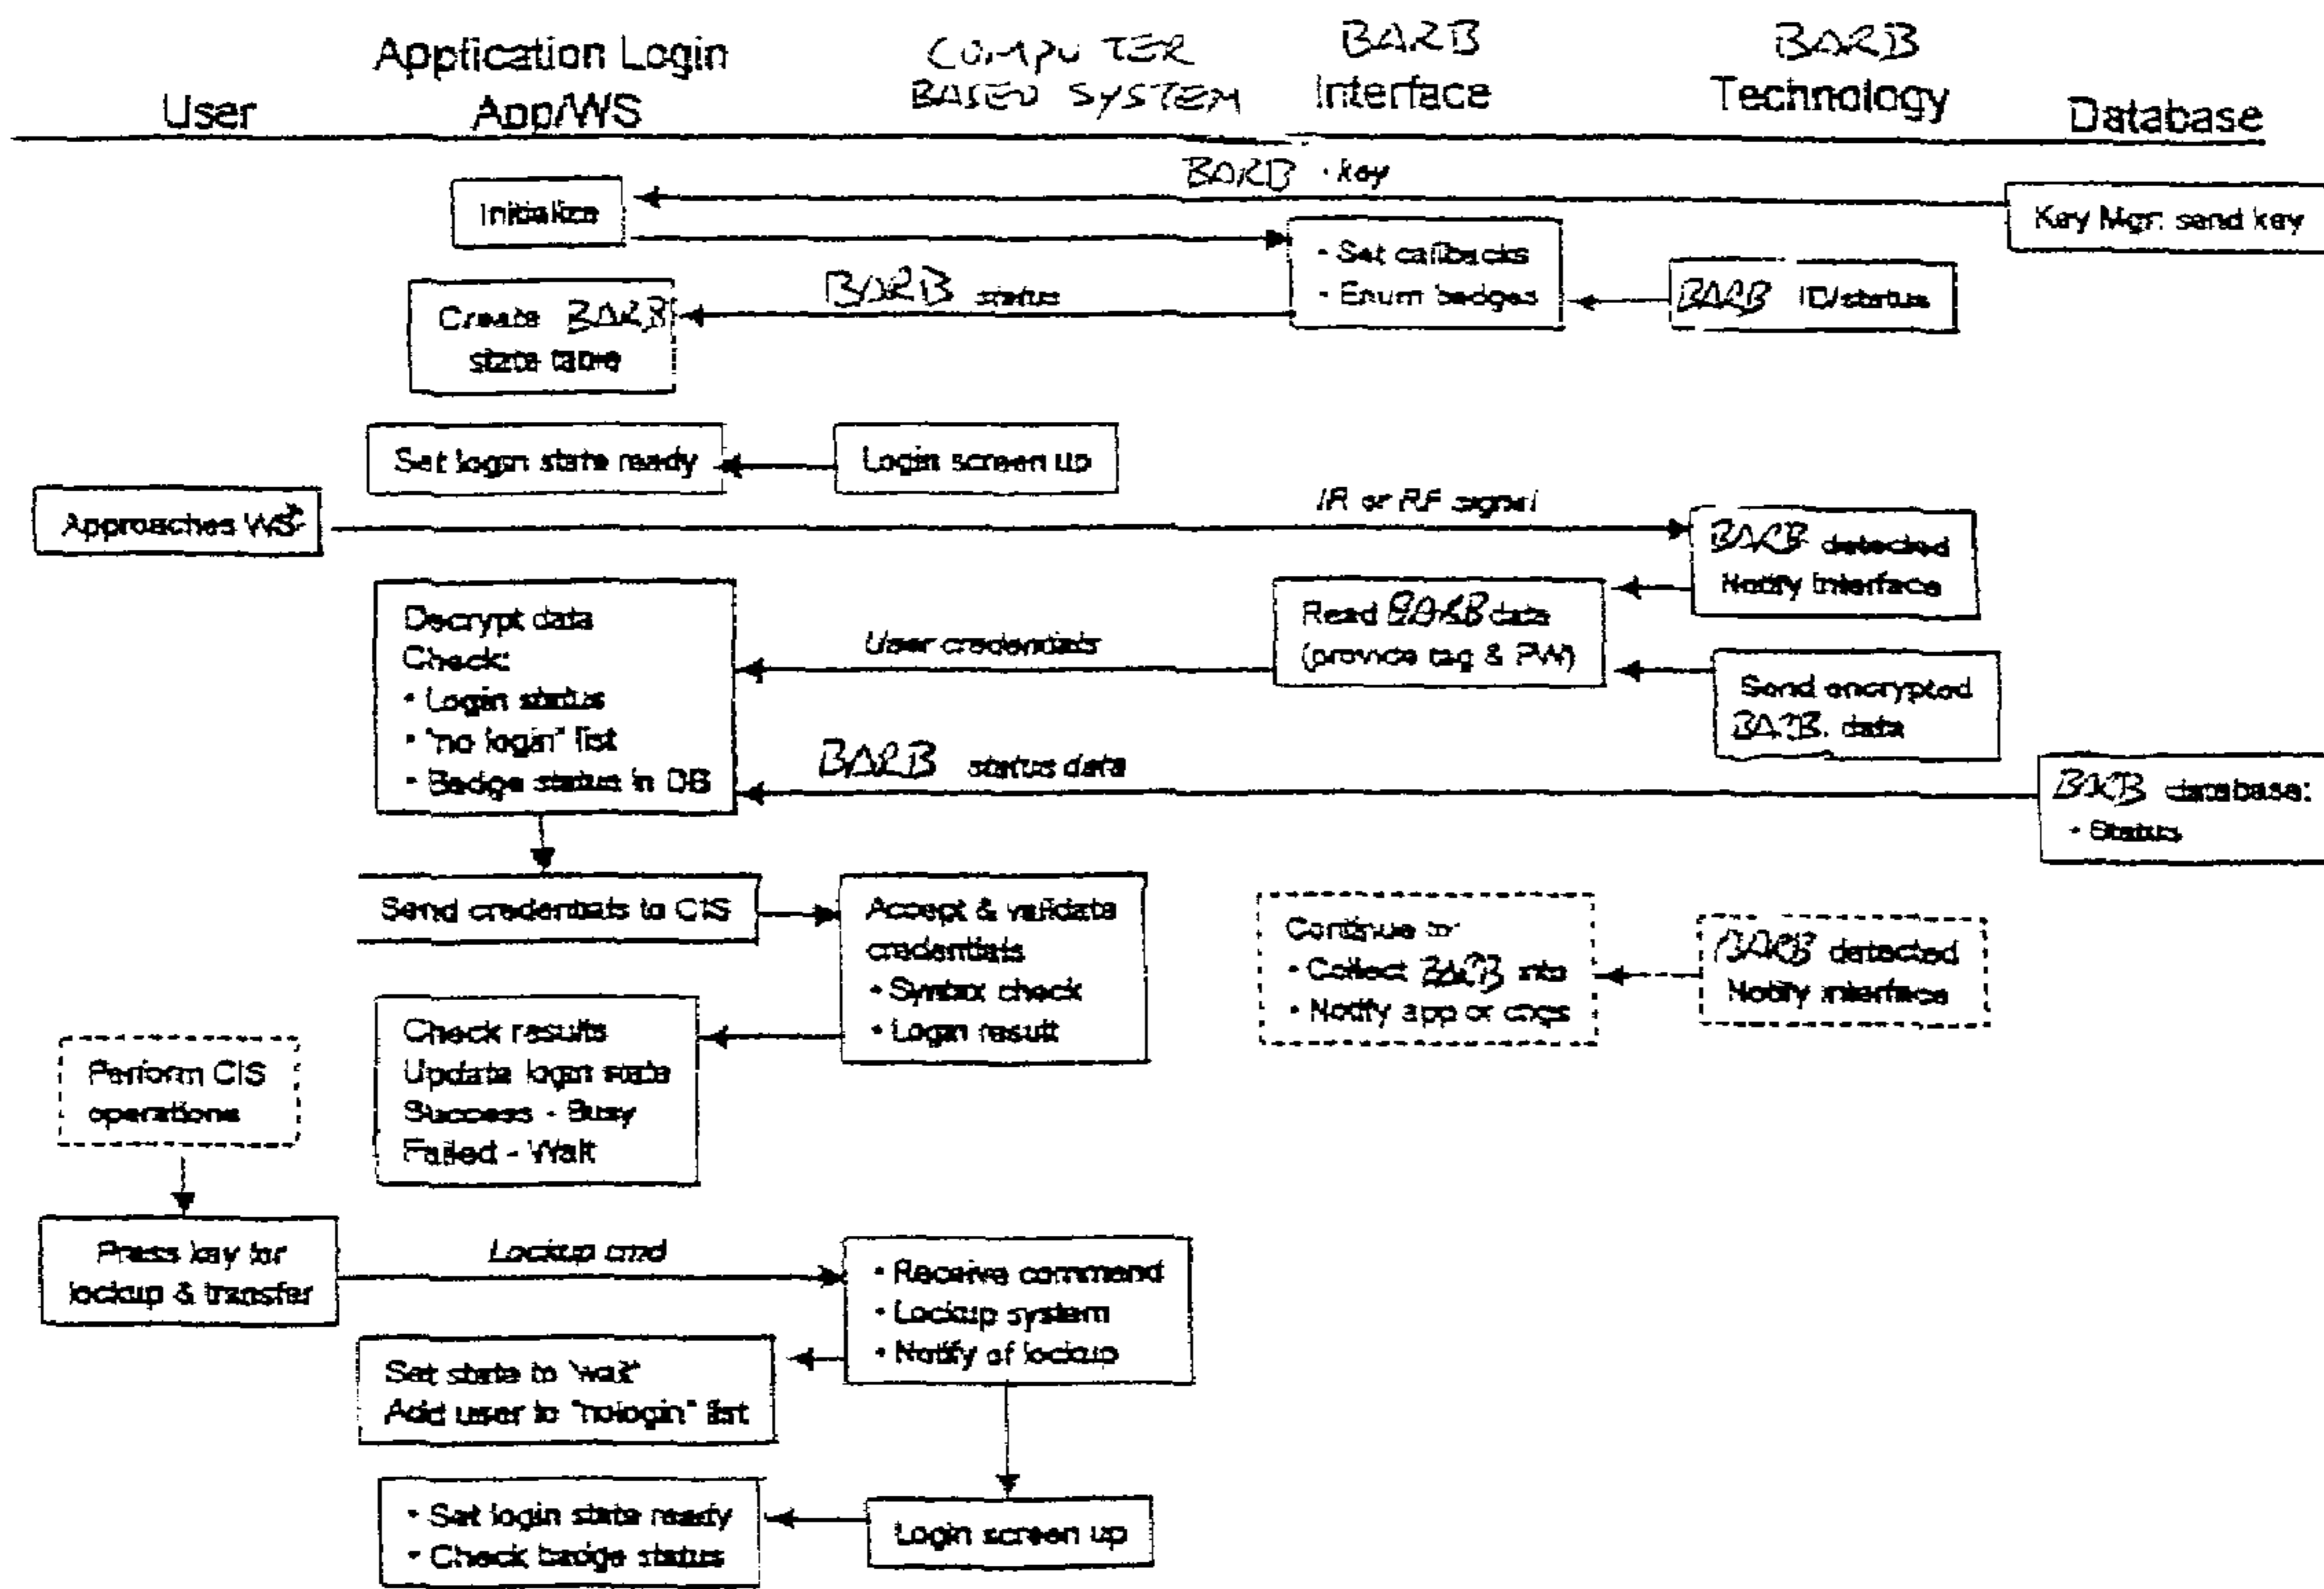 User
Application Login
App/WS
COMPUTER
BASED SYSTEM
BARB
Interface
BARB
Technology
Database
BARB · key
Initialize
Key Mgr: send key
• Set callbacks
• Enum badges
BARB ID/status
BARB status
Create BARB
state table
Set login state ready
Login screen up
Approaches WS
IR or RF signal
BARB detected
Notify Interface
Decrypt data
Check:
• Login status
• "no login" list
• Badge status in DB
User credentials
Read BARB data
(provide tag & PW)
Send encrypted
BARB. data
BARB status data
BARB database:
• Status
Send credentials to CIS
Accept & validate
credentials
• Syntax check
• Login result
Continue to:
• Collect BARB info
• Notify app or chgs
BARB detected
Notify interface
Check results
Update login state
Success - Busy
Failed - Wait
Perform CIS
operations
Press key for
lockup & transfer
Lockup cmd
• Receive command
• Lockup system
• Notify of lockup
Set state to "wait"
Add user to "nologin" list
• Set login state ready
• Check badge status
Login screen up